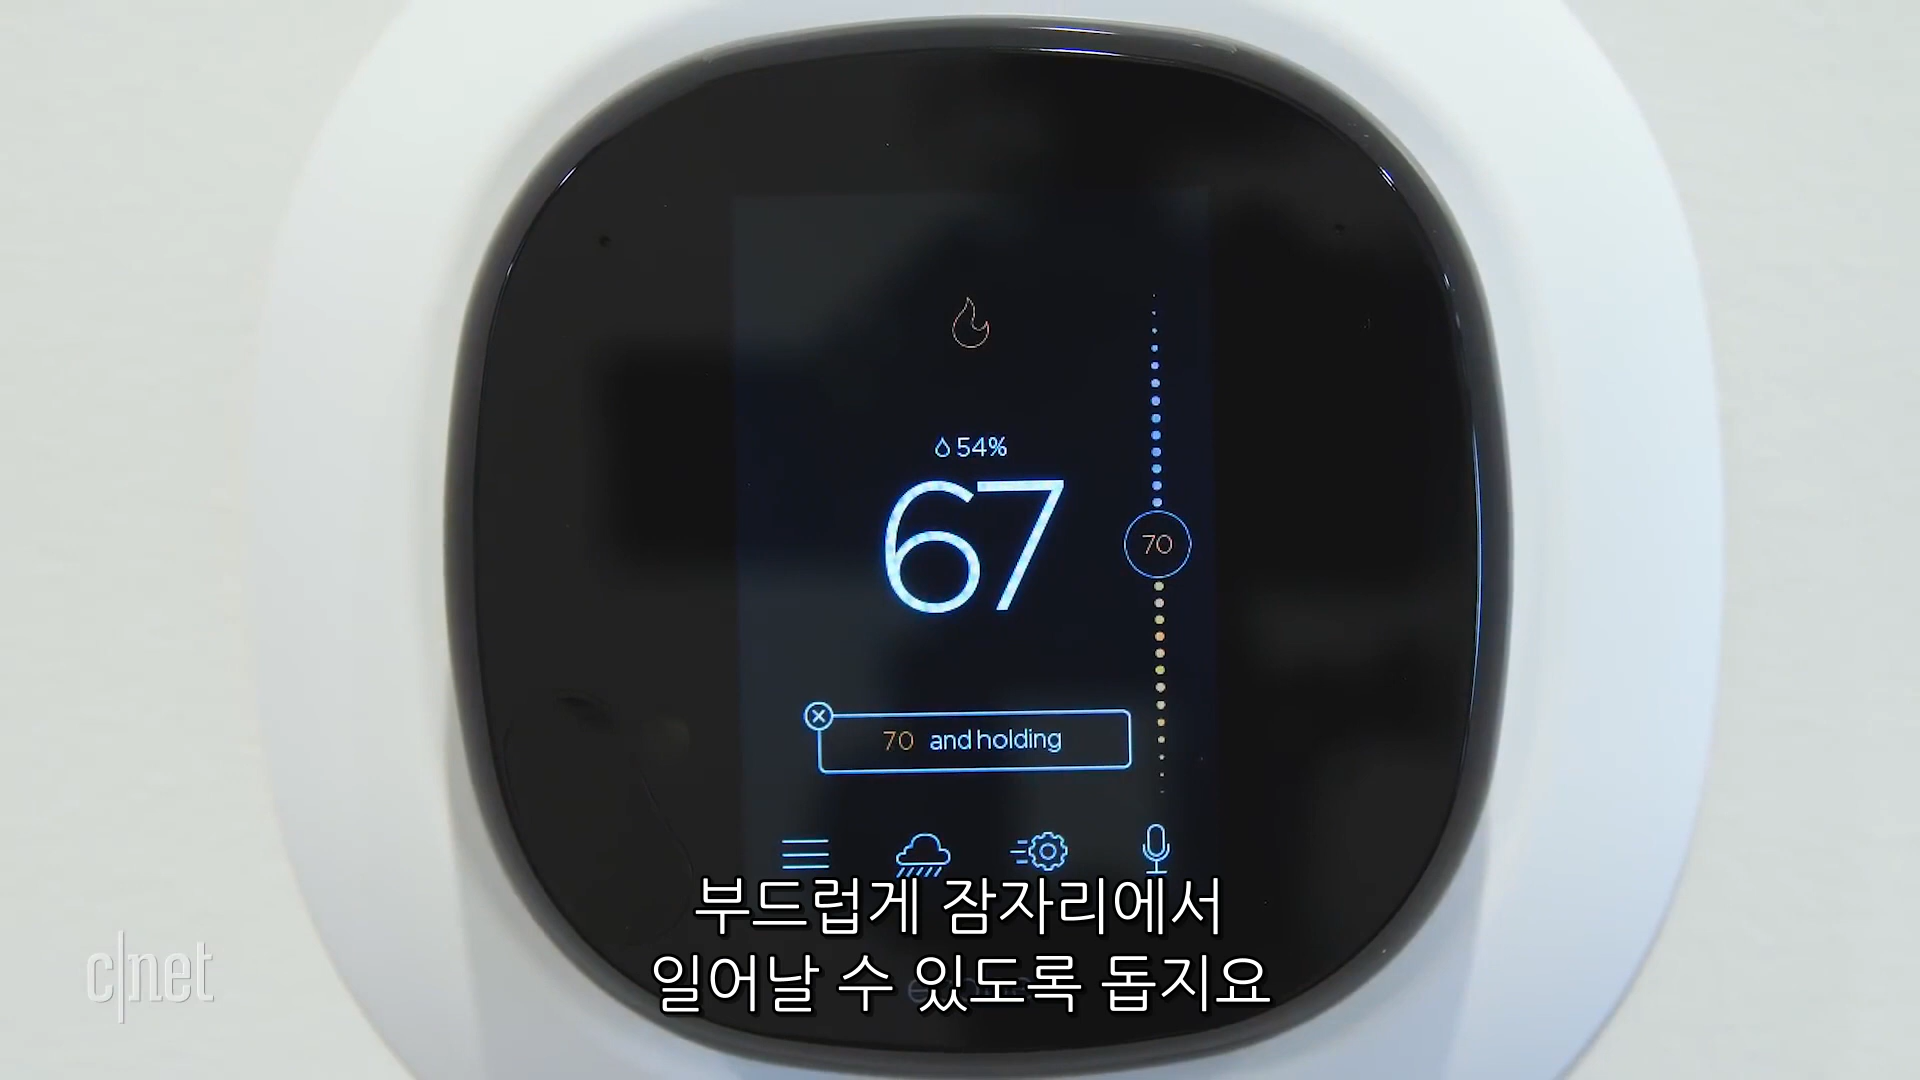 54%
67
70
70 and holding
부드럽게 잠자리에서
일어날 수 있도록 돕지요
c|net